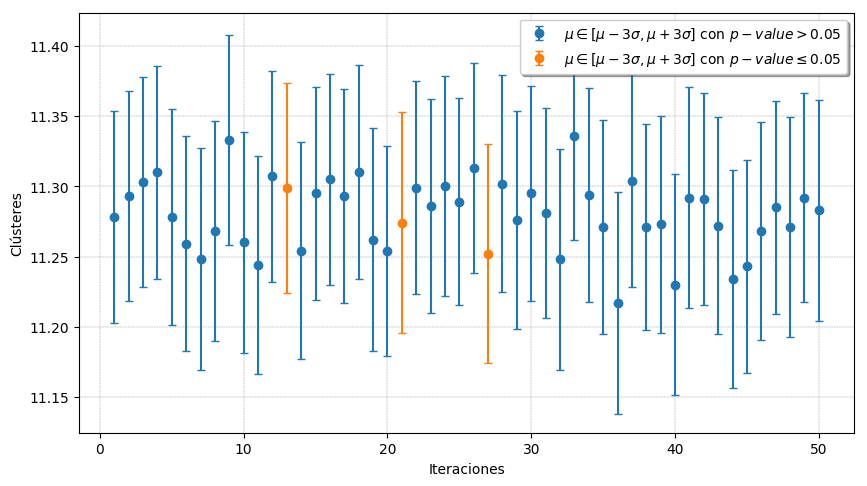 μ ∈ [μ − 3σ, μ + 3σ] con p − value > 0.05
μ ∈ [μ − 3σ, μ + 3σ] con p − value ≤ 0.05
11.40
11.35
11.30
11.25
11.20
11.15
Clústeres
0 10 20 30 40 50
Iteraciones